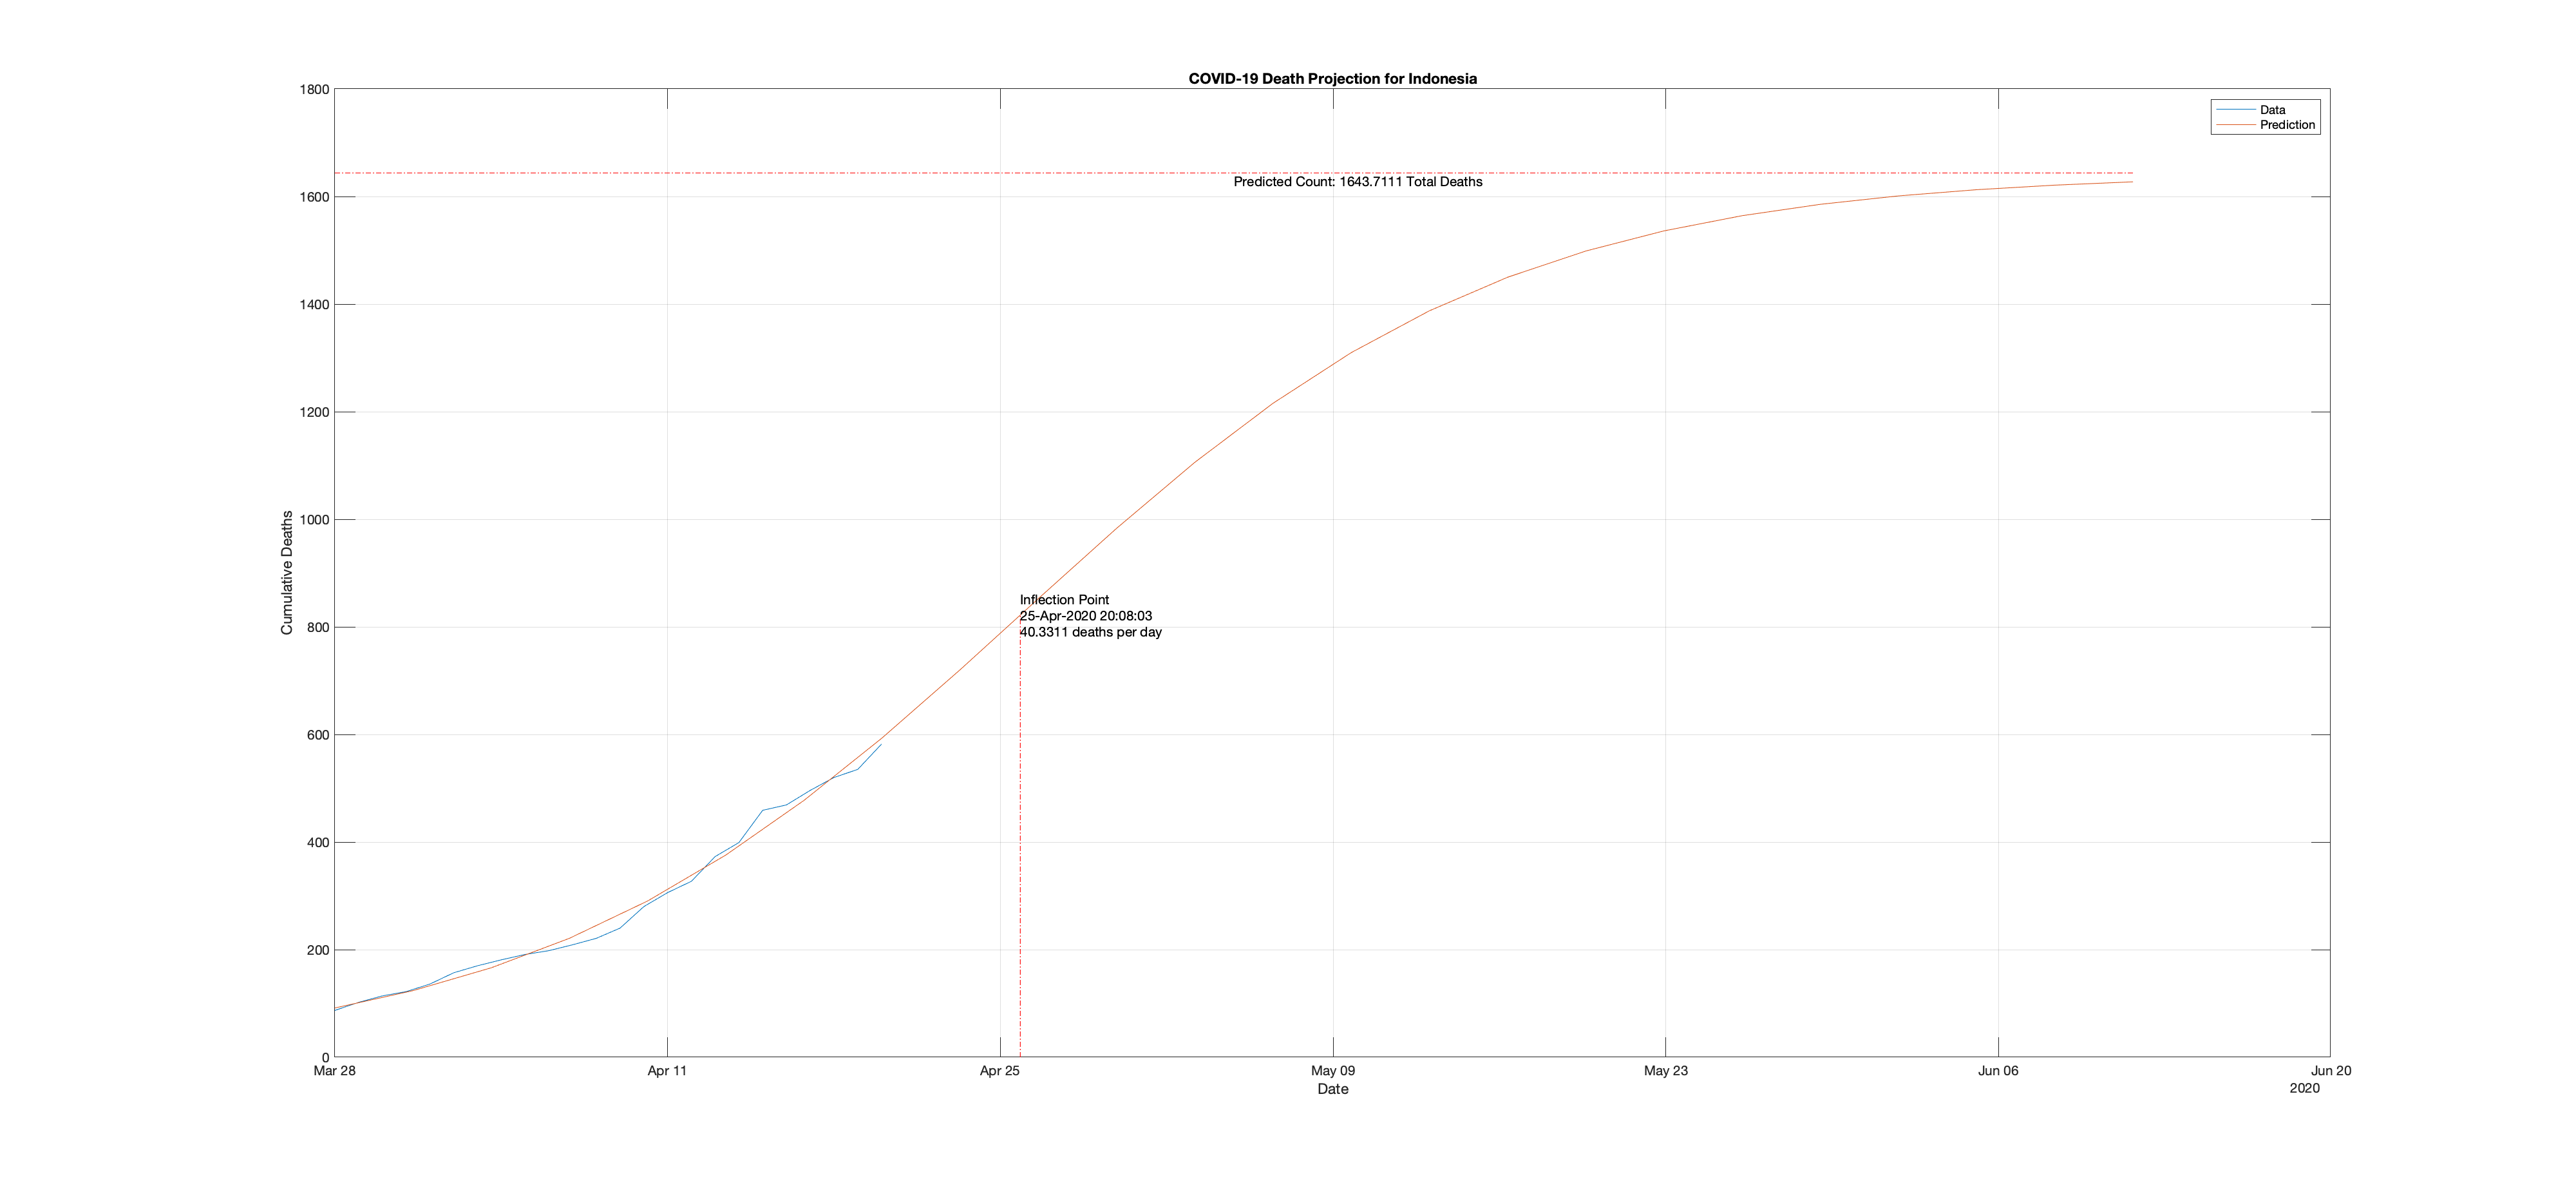 COVID-19 Death Projection for Indonesia
1800
1600
1400
1200
1000
800
600
400
200
0
Cumulative Deaths
Data
Prediction
Predicted Count: 1643.7111 Total Deaths
Inflection Point
25-Apr-2020 20:08:03
40.3311 deaths per day
Mar 28
Apr 11
Apr 25
May 09
May 23
Jun 06
Jun 20
Date
2020